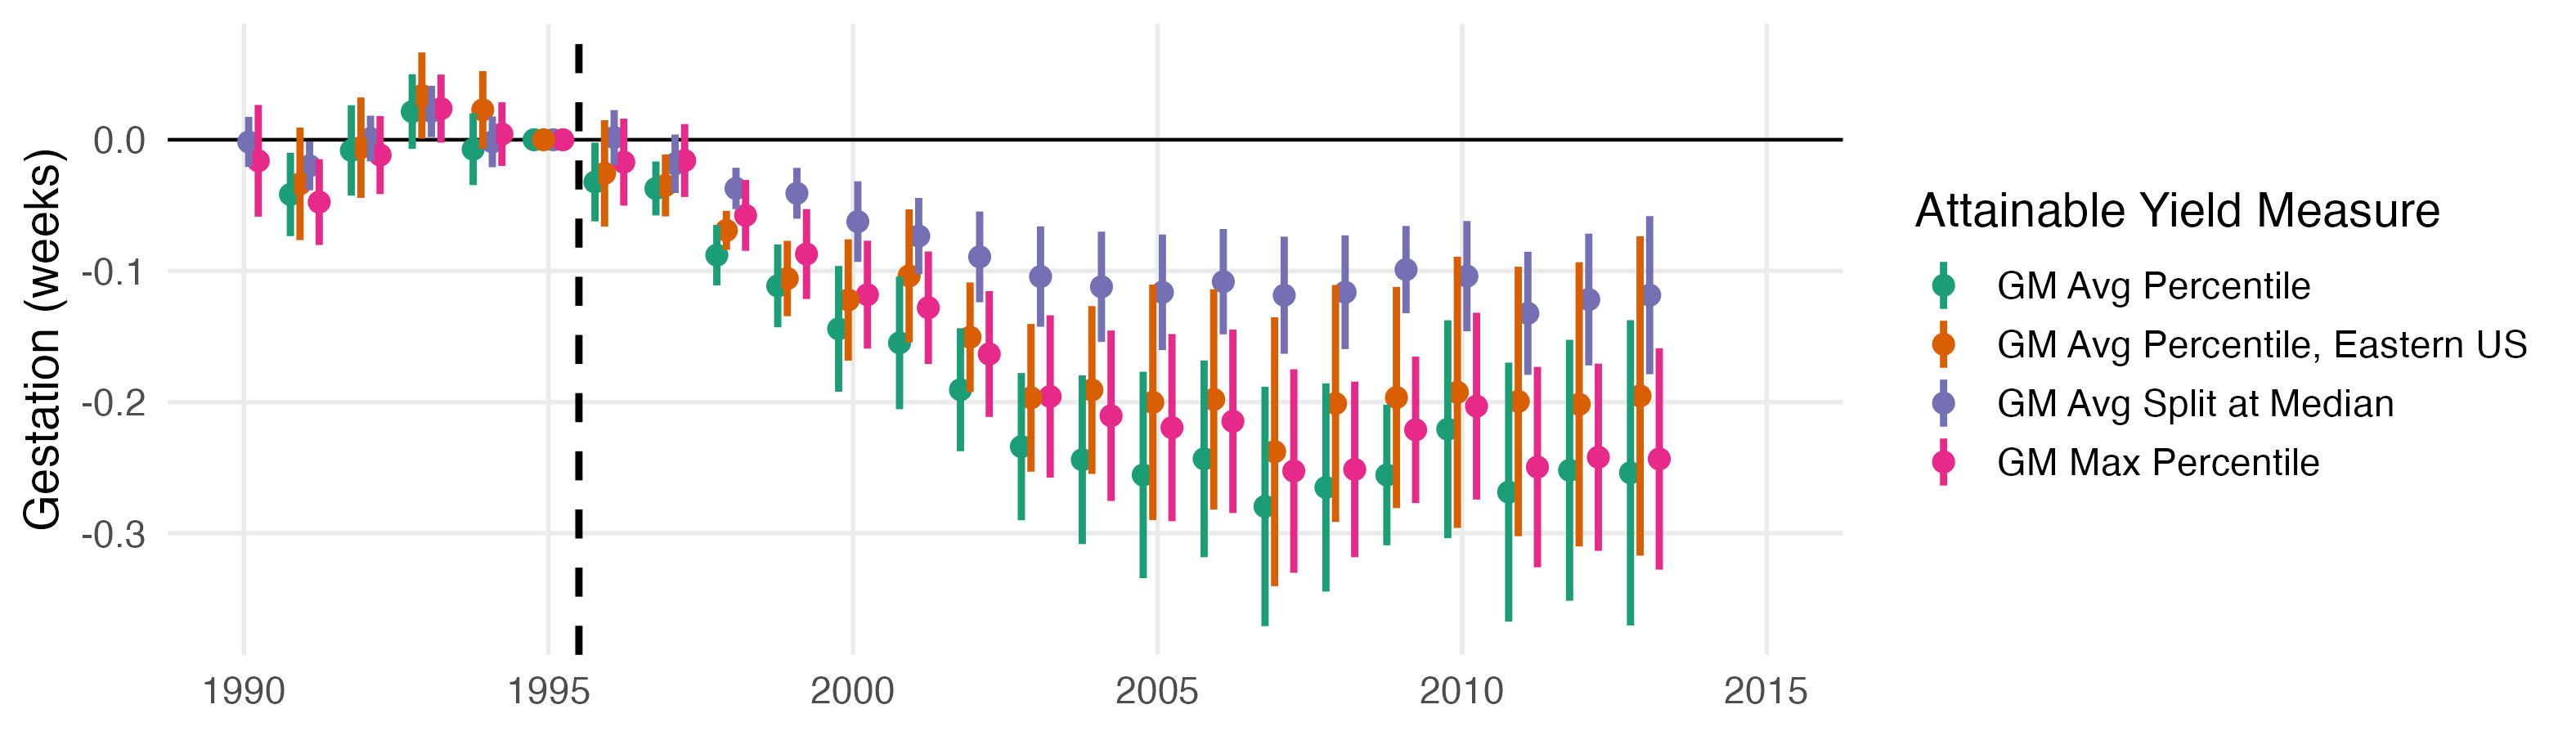 Gestation (weeks)
0.0
-0.1
-0.2
-0.3
1990
1995
2000
2005
2010
2015
Attainable Yield Measure
GM Avg Percentile
GM Avg Percentile, Eastern US
GM Avg Split at Median
GM Max Percentile